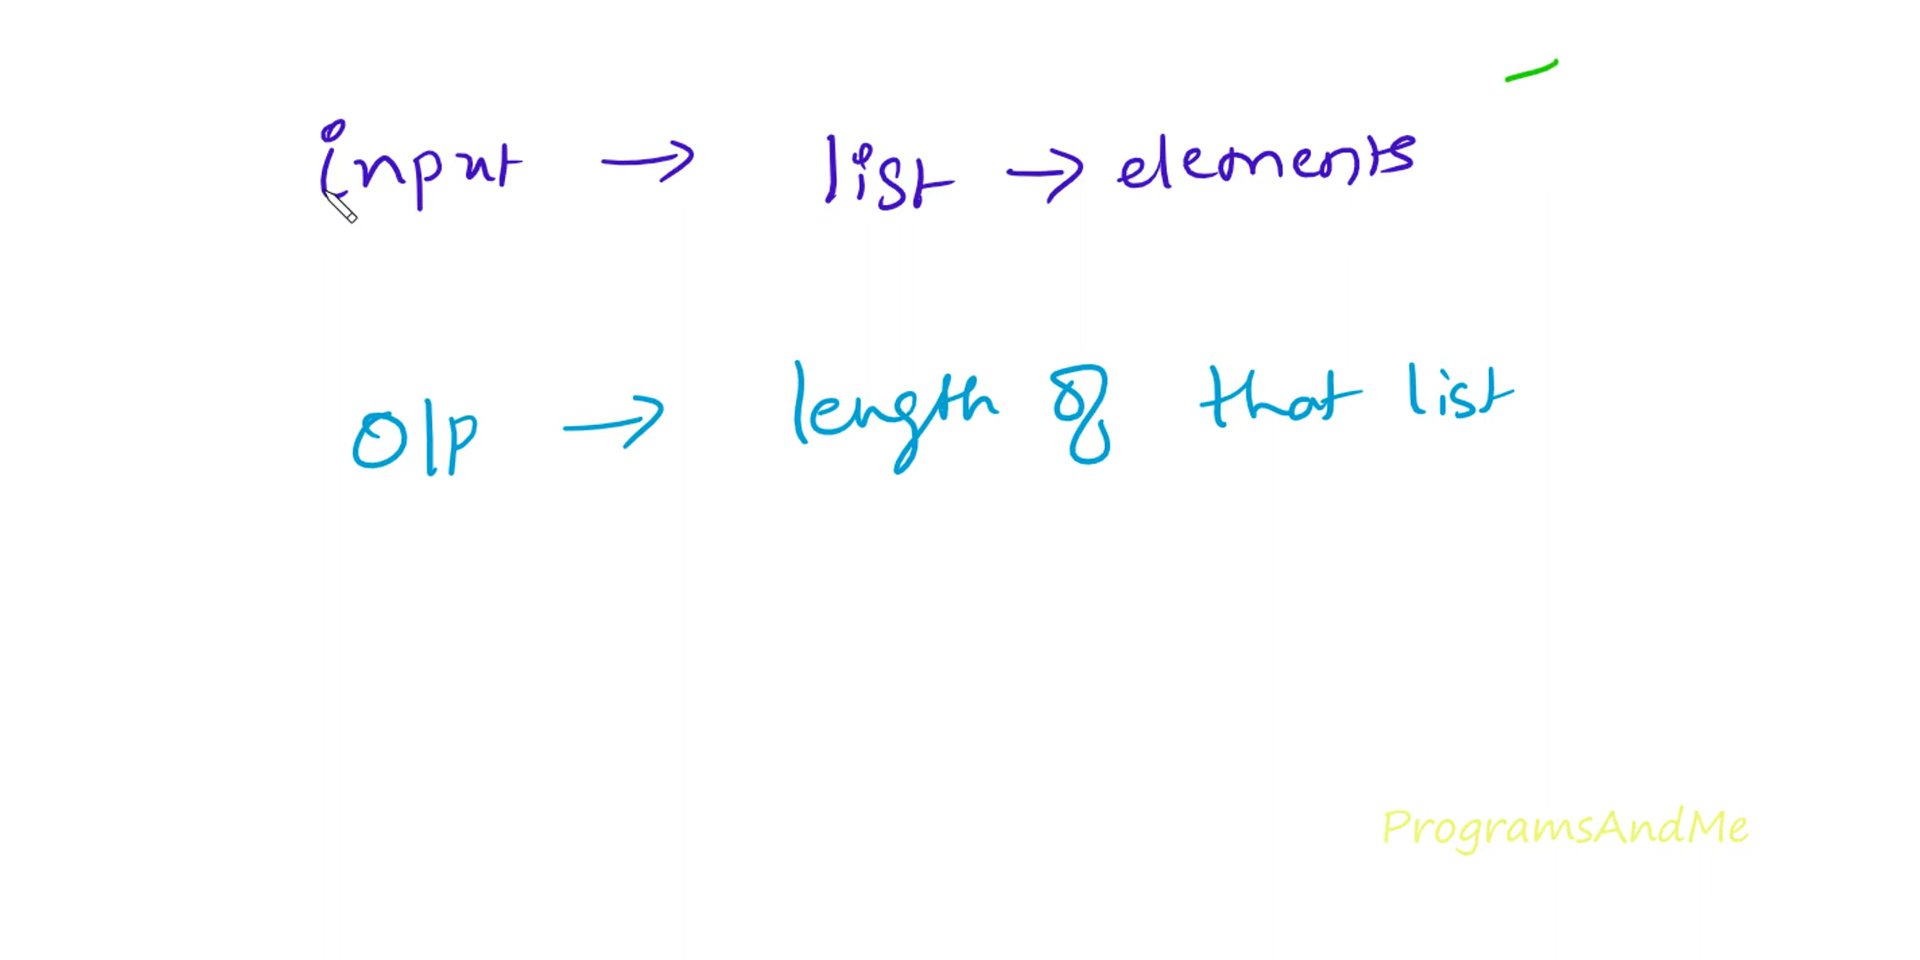 input → list → elements
O|P → length of that list
ProgramsAndMe